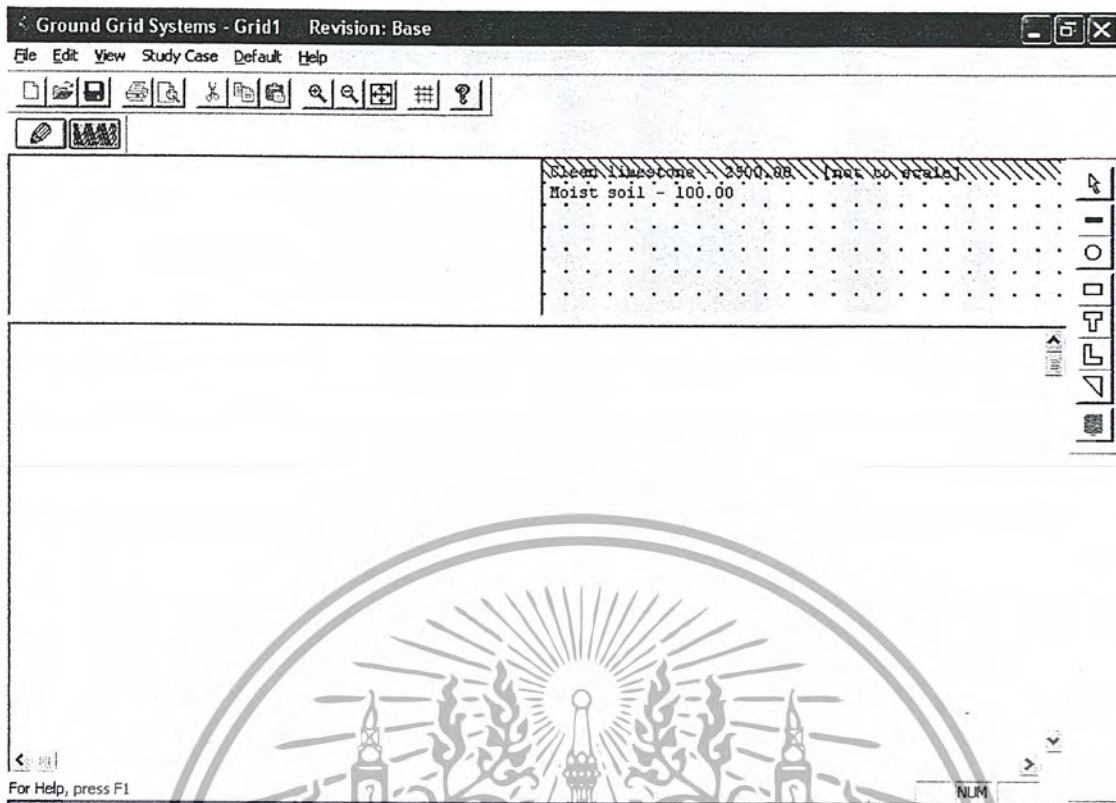 Ground Grid Systems - Grid1 Revision: Base
File Edit View Study Case Default Help
Clean limestone - 2500.00 [not to scale]
Moist soil - 100.00
For Help, press F1
NUM